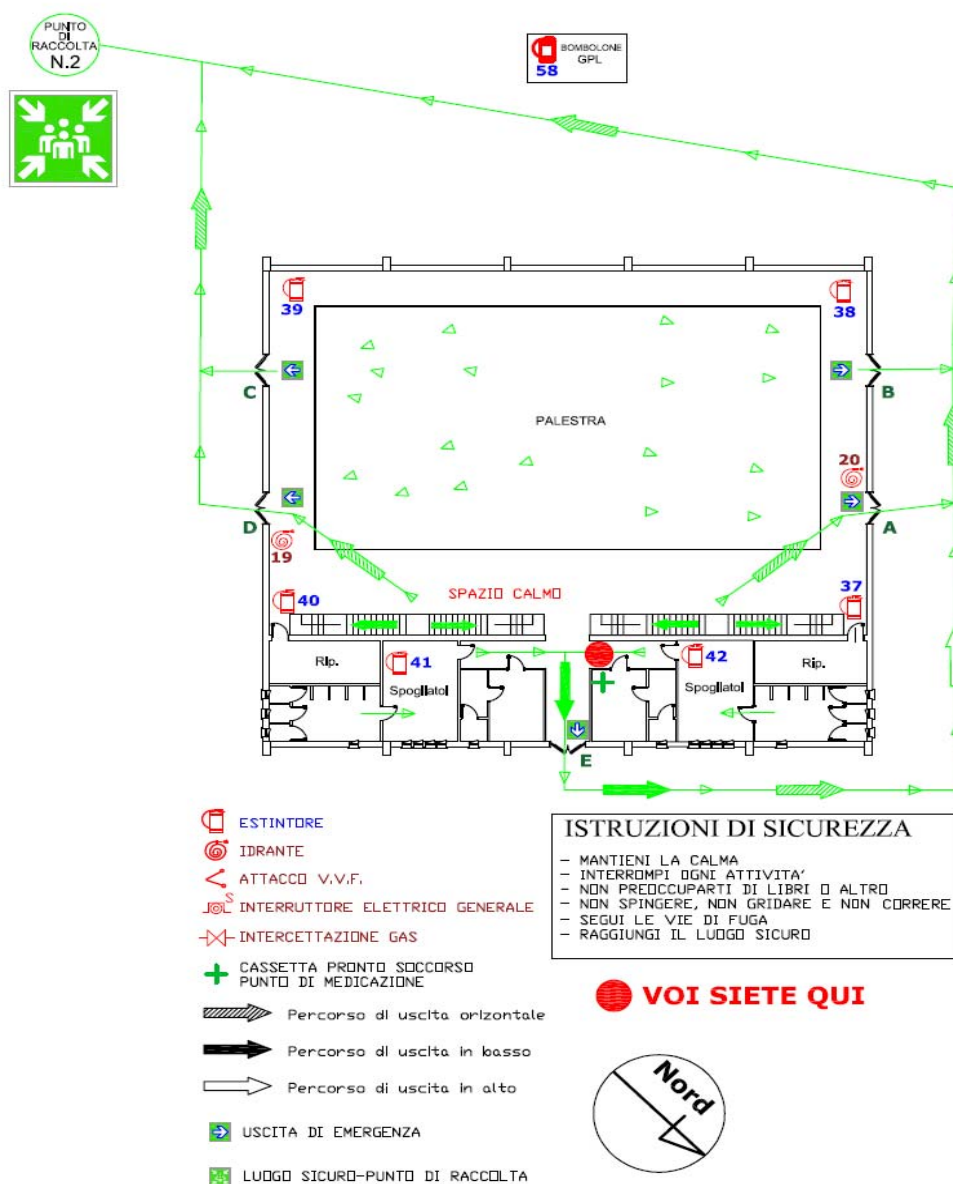 PUNTO
DI
RACCOLTA
N.2
BOMBOLONE
GPL
58
39
38
C
B
PALESTRA
20
D
A
19
40
SPAZIO CALMO
37
Rip.
41
42
Rip.
Spogliatoi
Spogliatoi
E
ESTINTORE
IDRANTE
ATTACCO V.V.F.
S
INTERRUTTORE ELETTRICO GENERALE
INTERCETTAZIONE GAS
CASSETTA PRONTO SOCCORSO
PUNTO DI MEDICAZIONE
Percorso di uscita orizontale
Percorso di uscita in basso
Percorso di uscita in alto
USCITA DI EMERGENZA
LUOGO SICURO-PUNTO DI RACCOLTA
ISTRUZIONI DI SICUREZZA
- MANTIENI LA CALMA
- INTERROMPI OGNI ATTIVITA'
- NON PREOCCUPARTI DI LIBRI O ALTRO
- NON SPINGERE, NON GRIDARE E NON CORRERE
- SEGUI LE VIE DI FUGA
- RAGGIUNGI IL LUOGO SICURO
VOI SIETE QUI
Nord